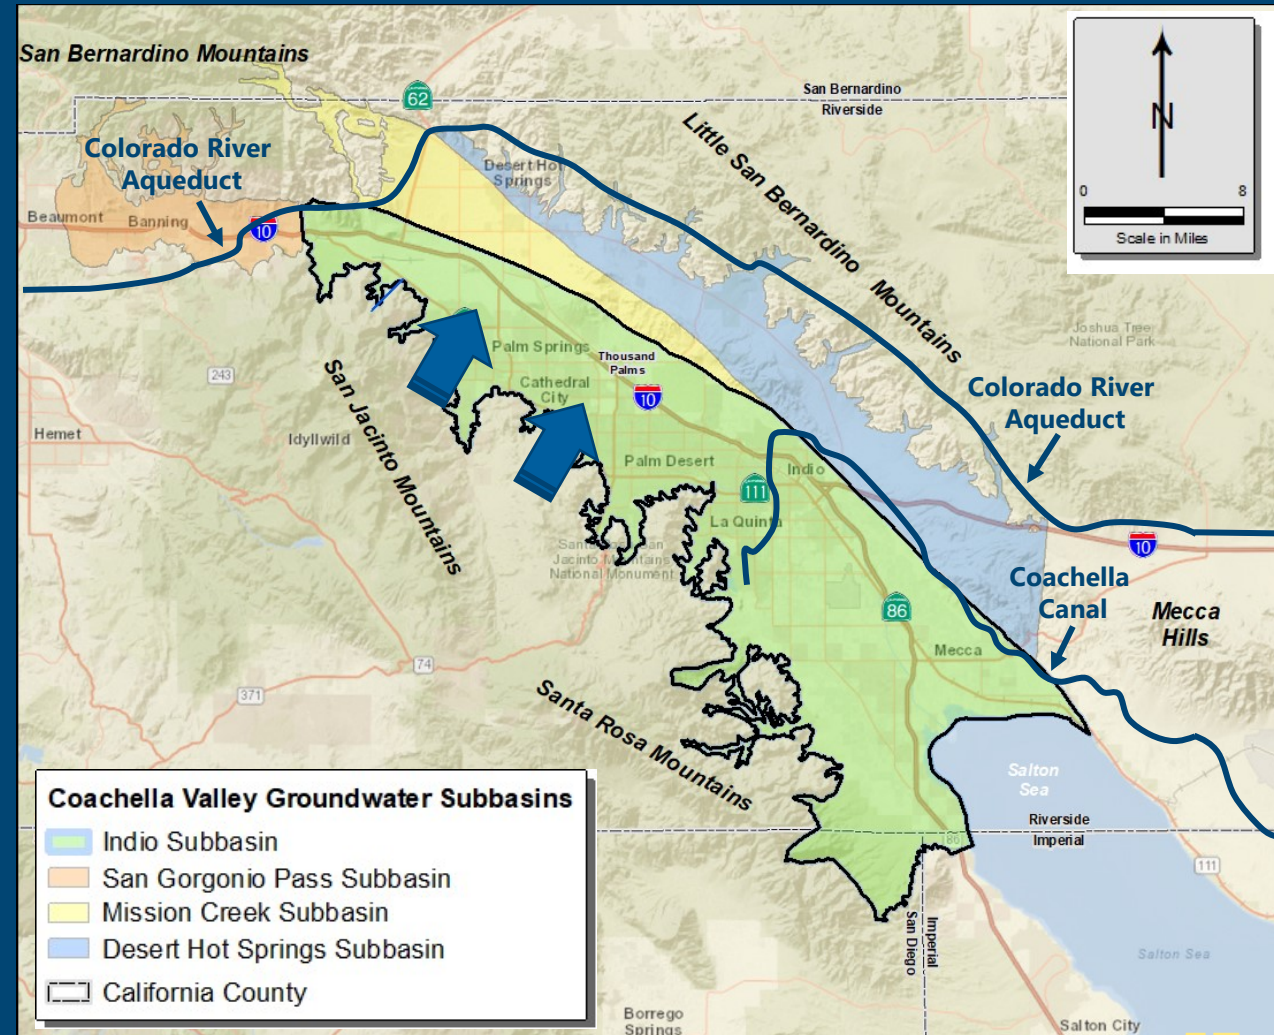 San Bernardino Mountains
62
San Bernardino
Riverside
N
0 8
Scale in Miles
Colorado River
Aqueduct
Little San Bernardino Mountains
Desert Hot
Springs
Beaumont
Banning
10
Joshua Tree
National Park
Palm Springs
Thousand
Palms
243
Cathedral
City
10
Colorado River
Aqueduct
San Jacinto Mountains
Hemet
Idyllwild
Palm Desert
Indio
111
La Quinta
Jacinto Mountains
National Monument
10
Coachella
Canal
86
Mecca
Hills
Mecca
74
371
Santa Rosa Mountains
Salton
Sea
Riverside
Imperial
86
111
Imperial
San Diego
Salton Sea
Borrego
Springs
Salton City
Coachella Valley Groundwater Subbasins
Indio Subbasin
San Gorgonio Pass Subbasin
Mission Creek Subbasin
Desert Hot Springs Subbasin
California County